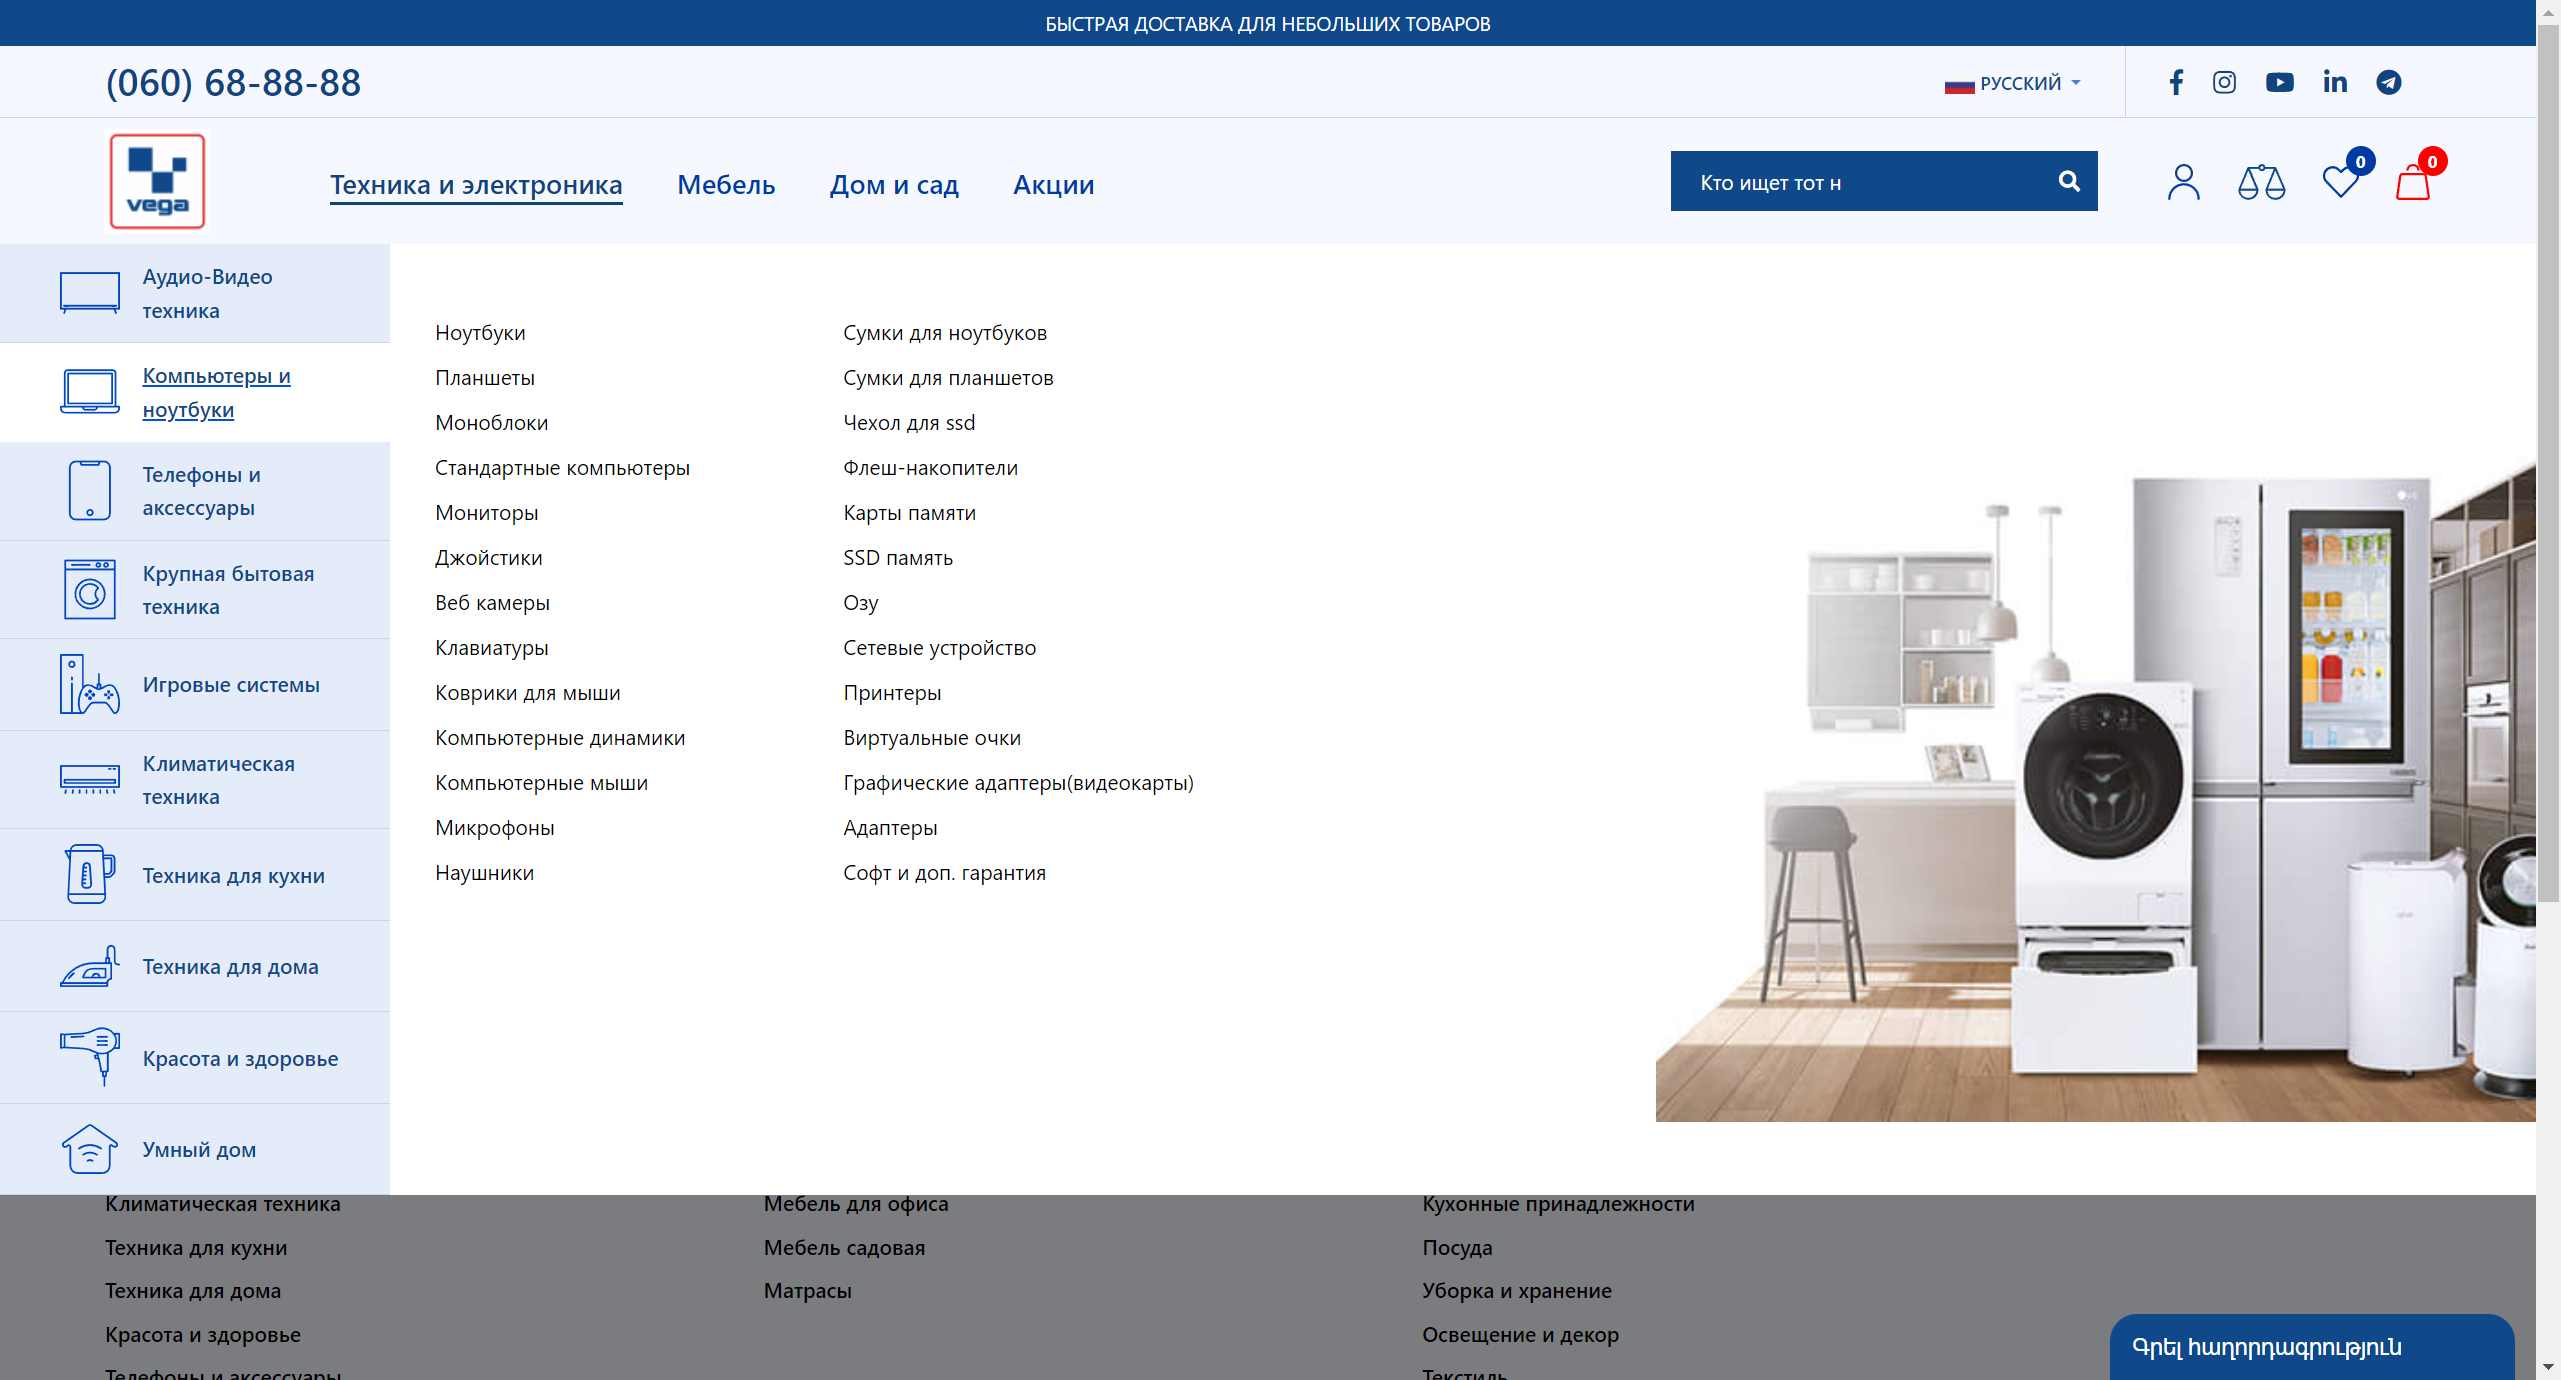 БЫСТРАЯ ДОСТАВКА ДЛЯ НЕБОЛЬШИХ ТОВАРОВ
(060) 68-88-88
РУССКИЙ
vega
Техника и электроника
Мебель
Дом и сад
Акции
Кто ищет тот н
0
0
Аудио-Видео
техника
Компьютеры и
ноутбуки
Телефоны и
аксессуары
Крупная бытовая
техника
Игровые системы
Климатическая
техника
Техника для кухни
Техника для дома
Красота и здоровье
Умный дом
Ноутбуки
Планшеты
Моноблоки
Стандартные компьютеры
Мониторы
Джойстики
Веб камеры
Клавиатуры
Коврики для мыши
Компьютерные динамики
Компьютерные мыши
Микрофоны
Наушники
Сумки для ноутбуков
Сумки для планшетов
Чехол для ssd
Флеш-накопители
Карты памяти
SSD память
Озу
Сетевые устройство
Принтеры
Виртуальные очки
Графические адаптеры(видеокарты)
Адаптеры
Софт и доп. гарантия
LG
Климатическая техника
Техника для кухни
Техника для дома
Красота и здоровье
Телефоны и аксессуары
Мебель для офиса
Мебель садовая
Матрасы
Кухонные принадлежности
Посуда
Уборка и хранение
Освещение и декор
Текстиль
Գրել հաղորդագրություն